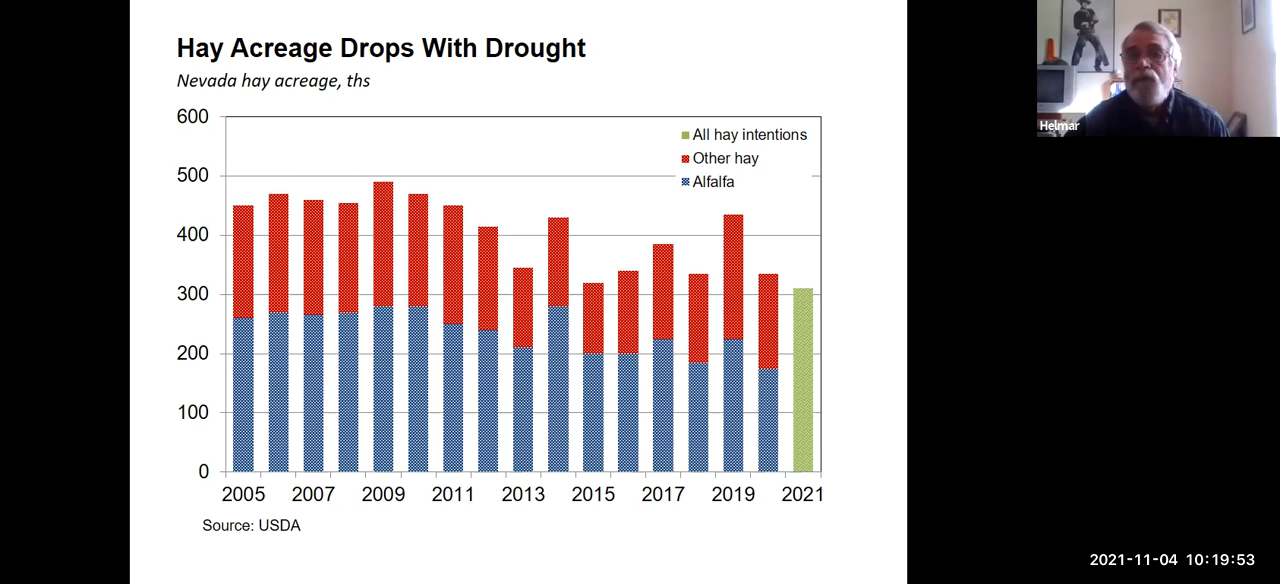 Hay Acreage Drops With Drought
Nevada hay acreage, ths
600
500
400
300
200
100
0
All hay intentions
Other hay
Alfalfa
2005 2007 2009 2011 2013 2015 2017 2019 2021
Source: USDA
Helmar
2021-11-04 10:19:53